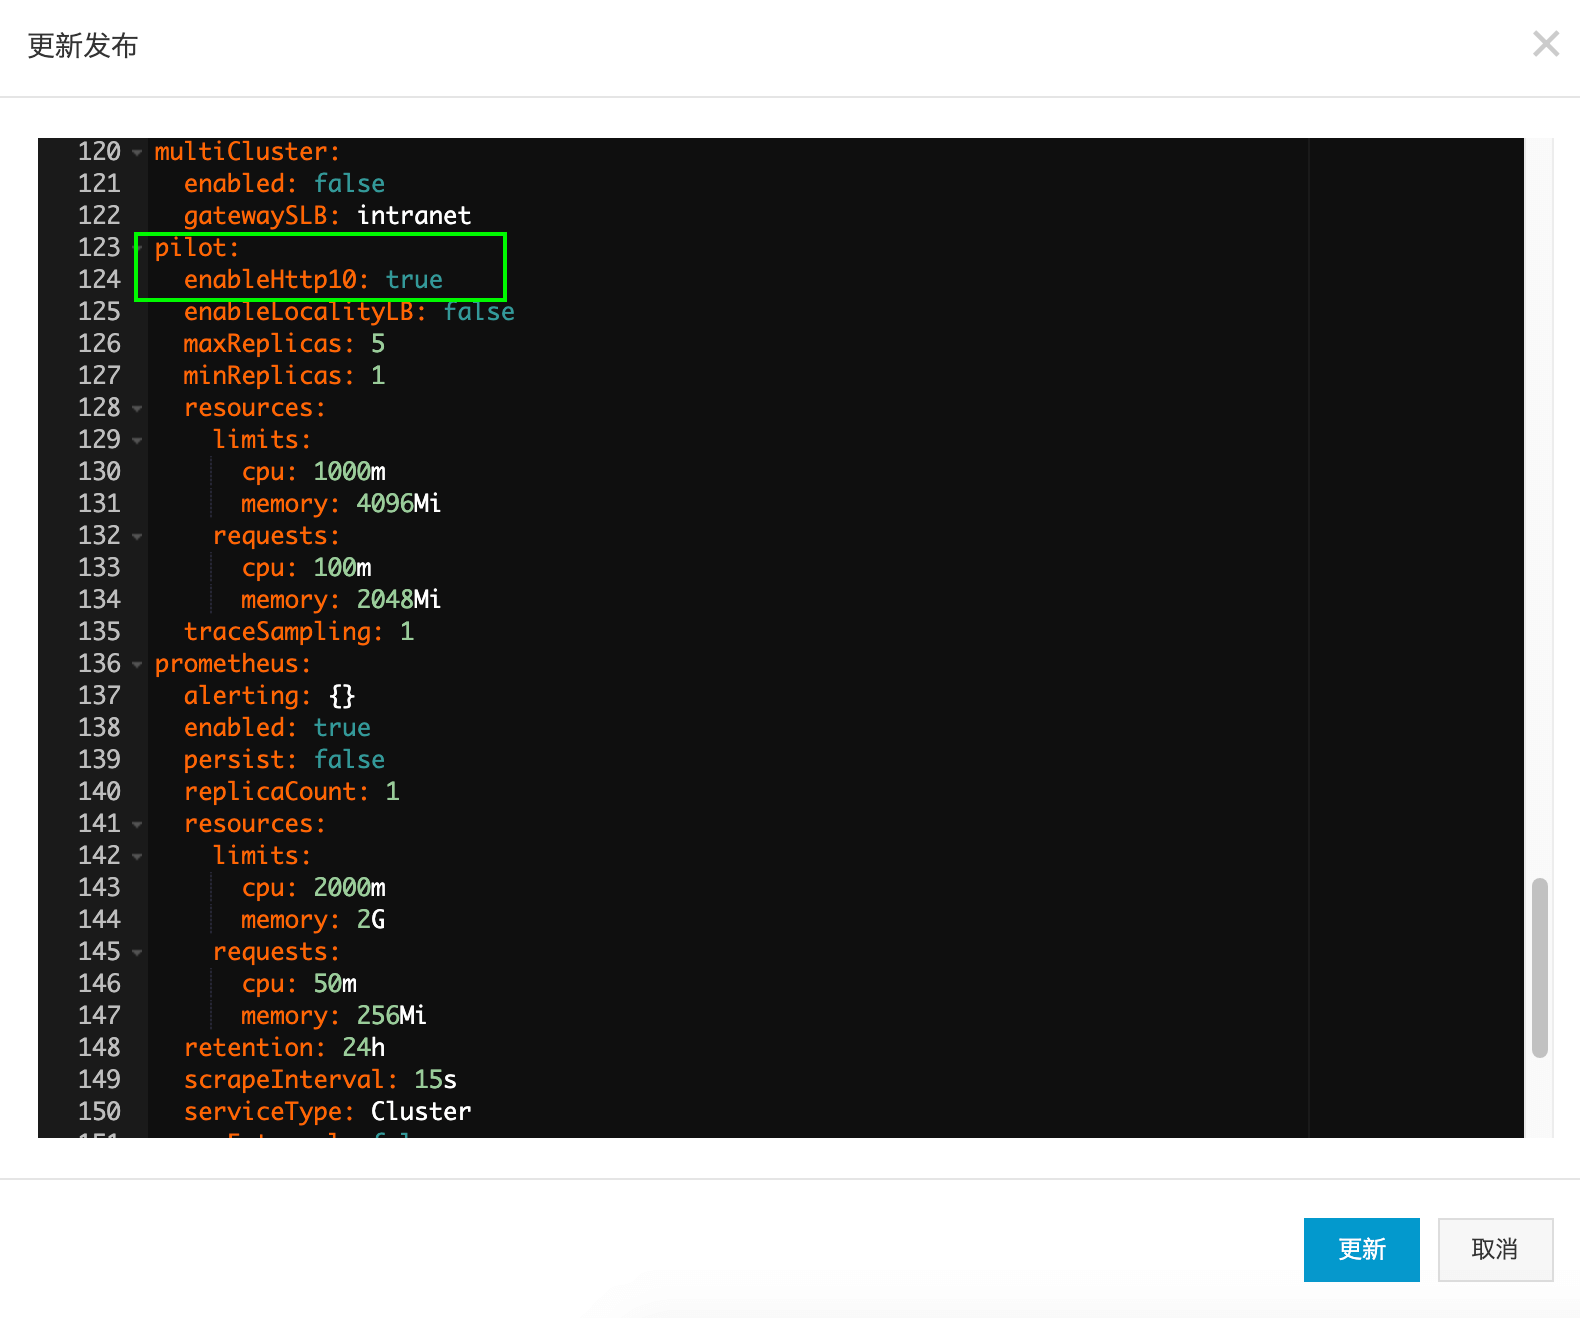 更新发布
120 multiCluster:
121 enabled: false
122 gatewaySLB: intranet
123 pilot:
124 enableHttp10: true
125 enableLocalityLB: false
126 maxReplicas: 5
127 minReplicas: 1
128 resources:
129 limits:
130 cpu: 1000m
131 memory: 4096Mi
132 requests:
133 cpu: 100m
134 memory: 2048Mi
135 traceSampling: 1
136 prometheus:
137 alerting: {}
138 enabled: true
139 persist: false
140 replicaCount: 1
141 resources:
142 limits:
143 cpu: 2000m
144 memory: 2G
145 requests:
146 cpu: 50m
147 memory: 256Mi
148 retention: 24h
149 scrapeInterval: 15s
150 serviceType: Cluster
更新
取消